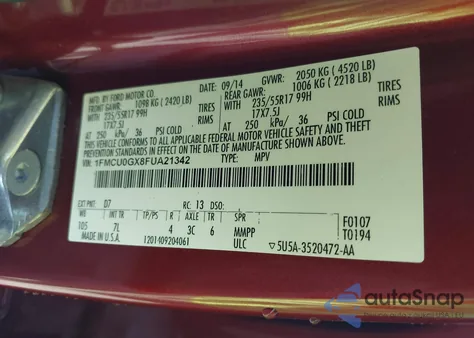 MFD. BY FORD MOTOR CO.
09/14 GVWR: 2050 KG (4520 LB)
FRONT GAWR: 1098 KG (2420 LB)
REAR GAWR: 1006 KG (2218 LB)
235/55R17 99H TIRES 235/55R17 99H TIRES
17X7.5J RIMS 17X7.5J RIMS
AT 250 kPa/ 36 PSI COLD AT 250 kPa/ 36 PSI COLD
THIS VEHICLE CONFORMS TO ALL APPLICABLE FEDERAL MOTOR VEHICLE SAFETY, BUMPER, AND THEFT
PREVENTION STANDARDS IN EFFECT ON THE DATE OF MANUFACTURE SHOWN ABOVE.
VIN: 1FMCU0GX8FUA21342 TYPE: MPV
EXT PNT: D7 RC: 13 DSO:
WB INT TR TP/PS R AXLE TR SPR F0107
105 7L 4 3C 6 MMPP T0194
MADE IN U.S.A. 1201409204061 ULC 5U5A-3520472-AA
autoSnap